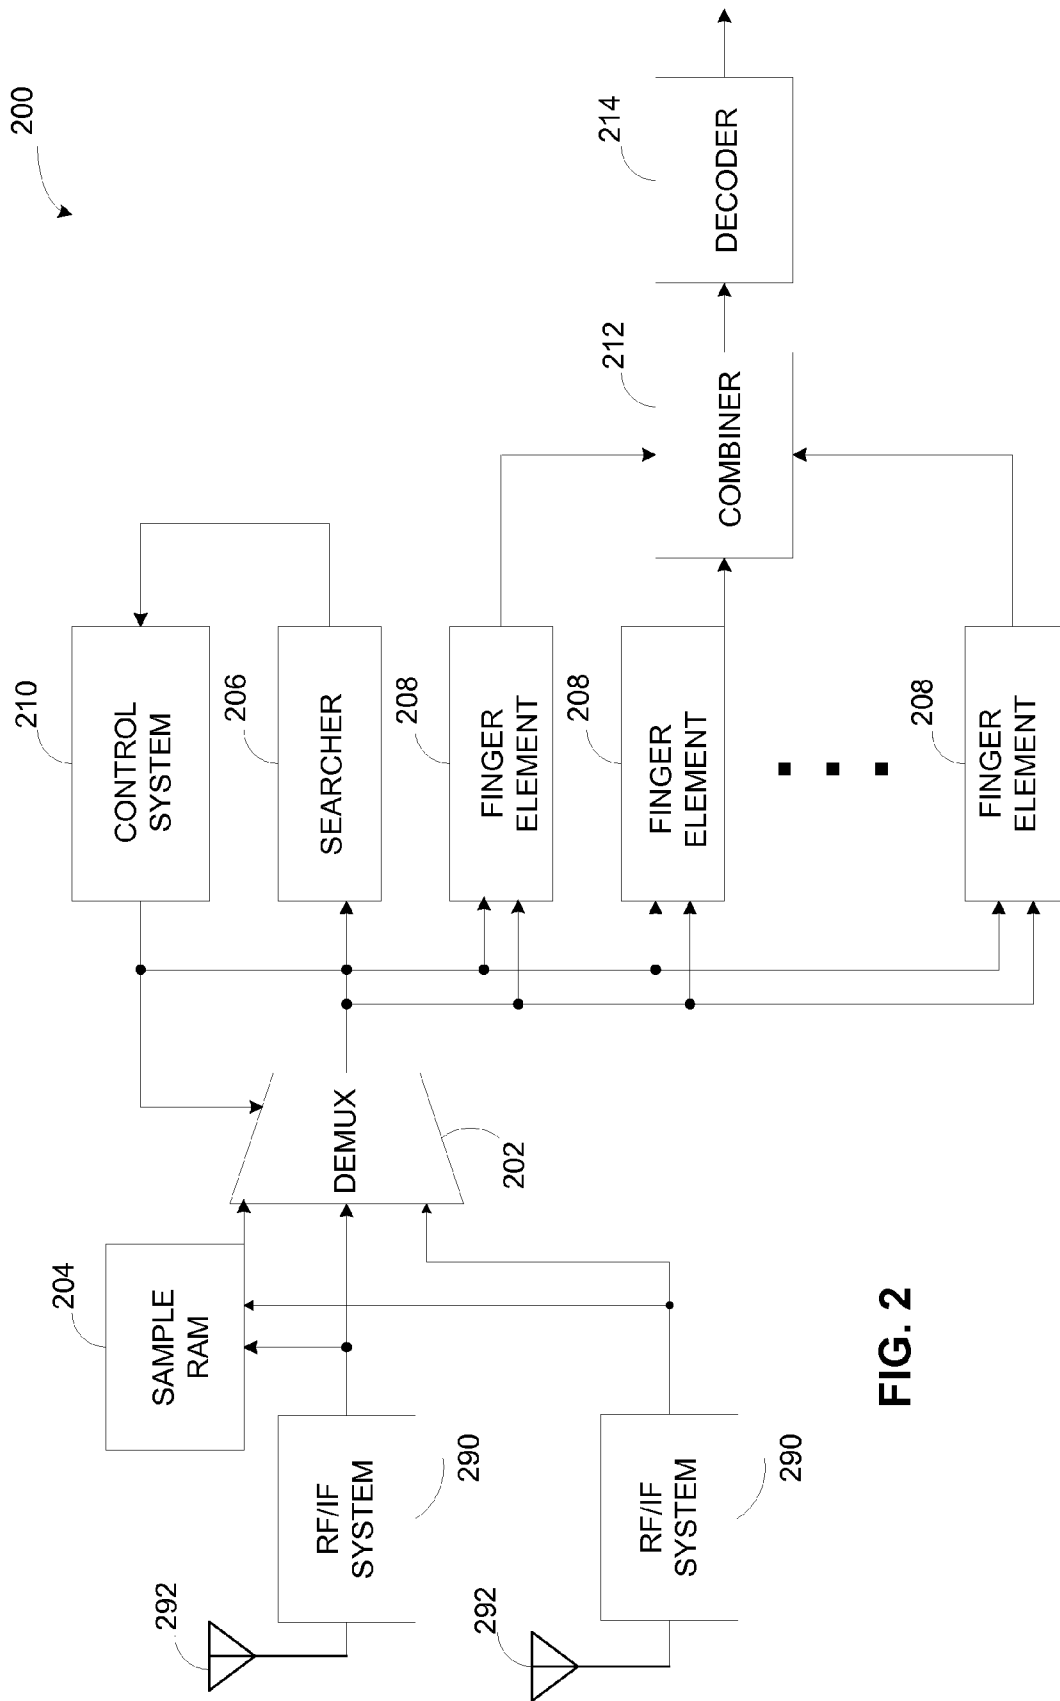 200
210
CONTROL
SYSTEM
206
SEARCHER
208
FINGER
ELEMENT
208
FINGER
ELEMENT
208
FINGER
ELEMENT
212
COMBINER
214
DECODER
204
SAMPLE
RAM
DEMUX
202
292
RF/IF
SYSTEM
290
292
RF/IF
SYSTEM
290
FIG. 2